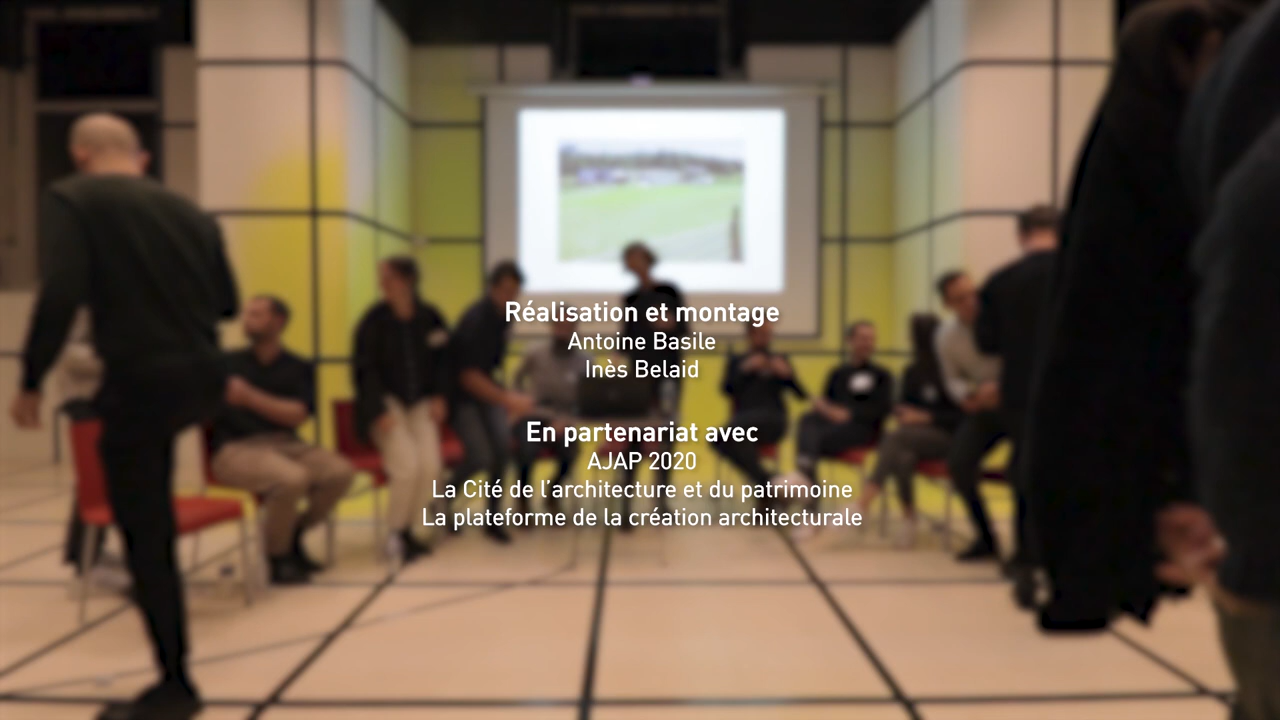 Réalisation et montage
Antoine Basile
Inès Belaid
En partenariat avec
AJAP 2020
La Cité de l'architecture et du patrimoine
La plateforme de la création architecturale